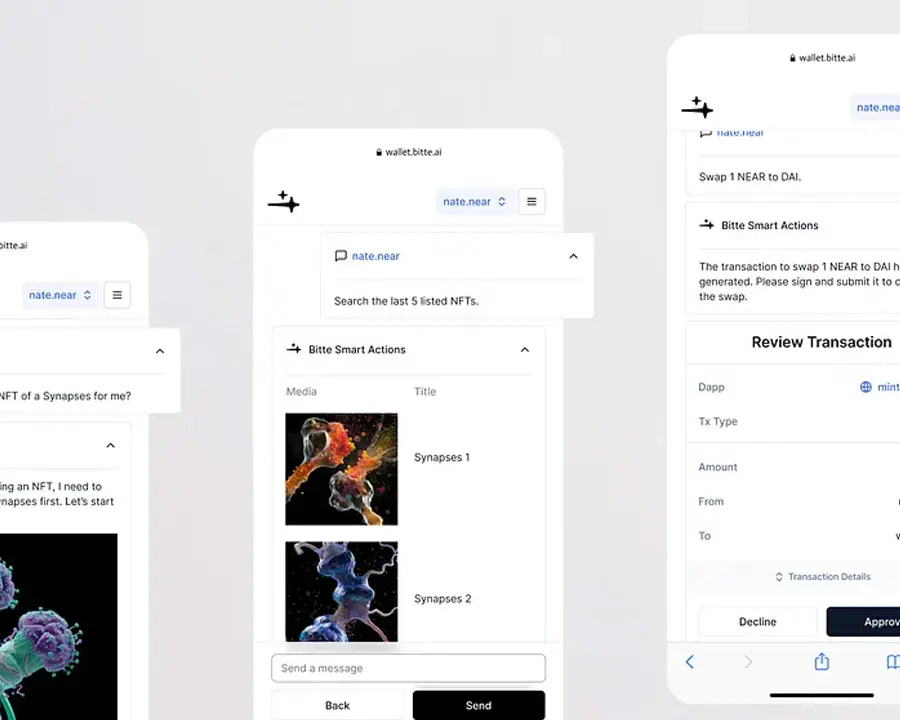 bitte.ai
nate.near
NFT of a Synapses for me?
ing an NFT, I need to
napses first. Let's start
wallet.bitte.ai
nate.near
nate.near
Search the last 5 listed NFTs.
Bitte Smart Actions
Media Title
Synapses 1
Synapses 2
Send a message
Back Send
wallet.bitte.ai
nate.nea
nate.near
Swap 1 NEAR to DAI.
Bitte Smart Actions
The transaction to swap 1 NEAR to DAI h
generated. Please sign and submit it to c
the swap.
Review Transaction
Dapp mint
Tx Type
Amount
From
To
Transaction Details
Decline Approv